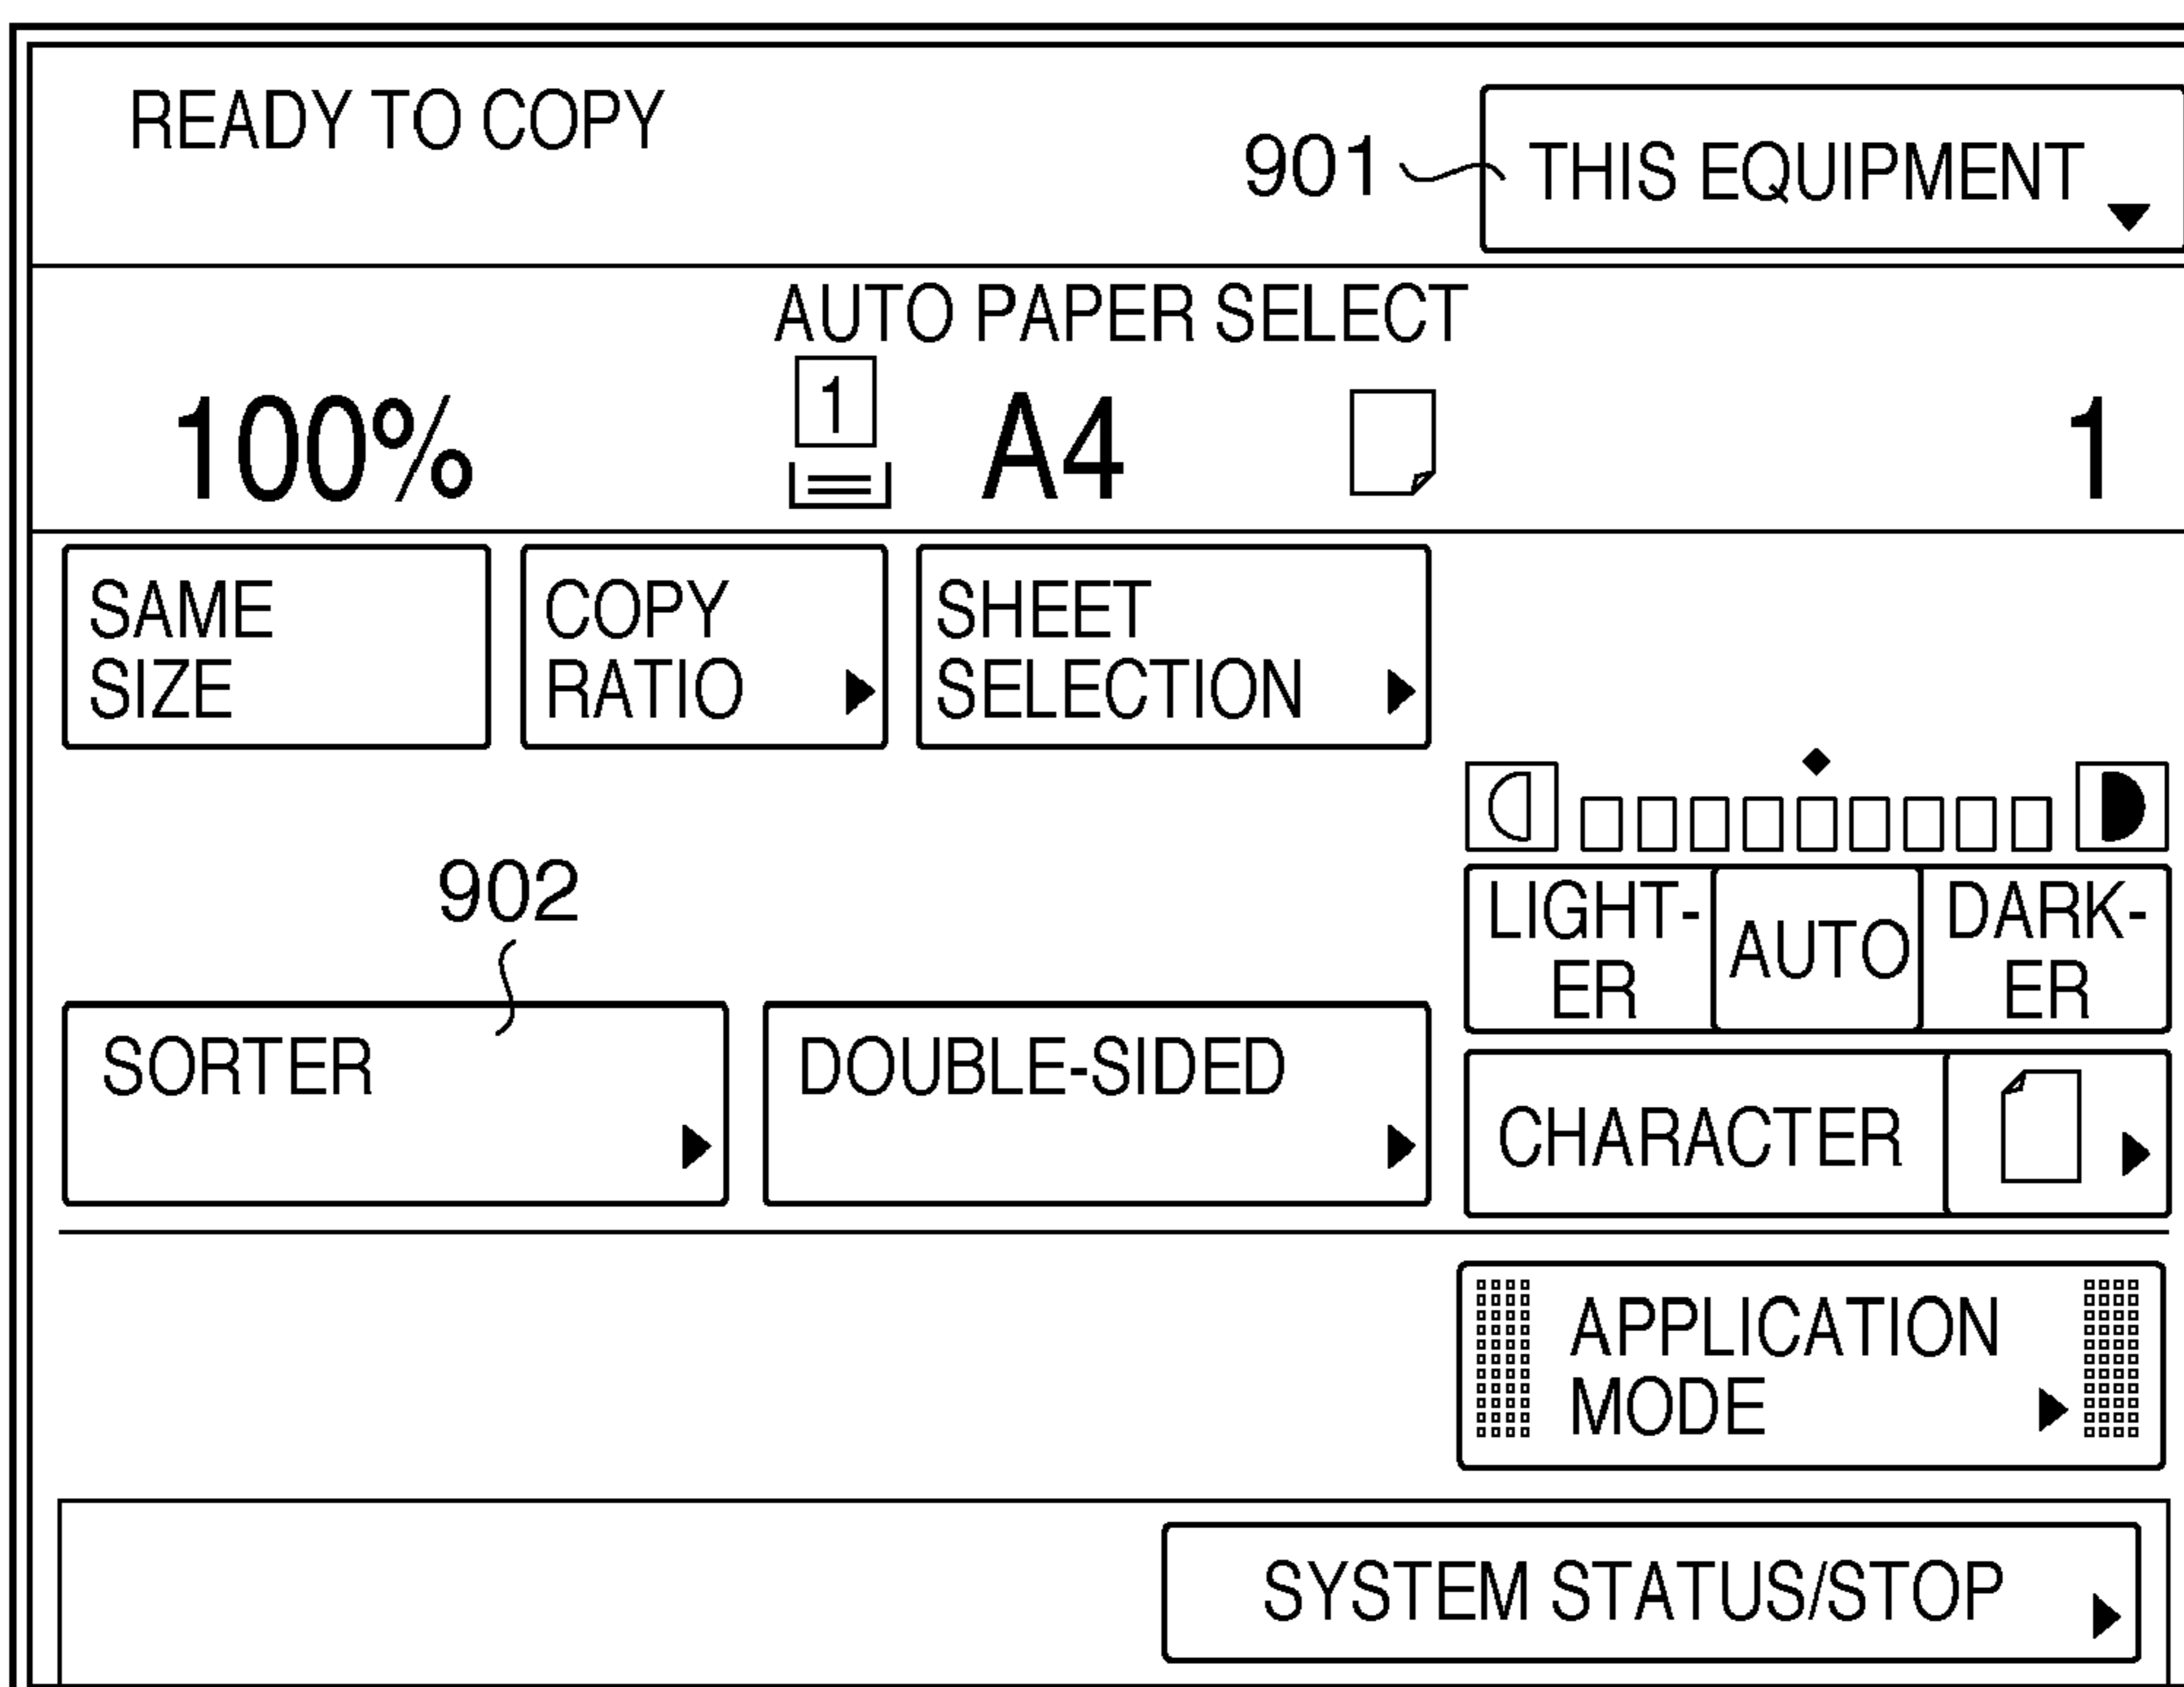 READY TO COPY
901
THIS EQUIPMENT
AUTO PAPER SELECT
100%
1
A4
1
SAME
SIZE
COPY
RATIO
SHEET
SELECTION
902
LIGHT-
ER
AUTO
DARK-
ER
SORTER
DOUBLE-SIDED
CHARACTER
APPLICATION
MODE
SYSTEM STATUS/STOP